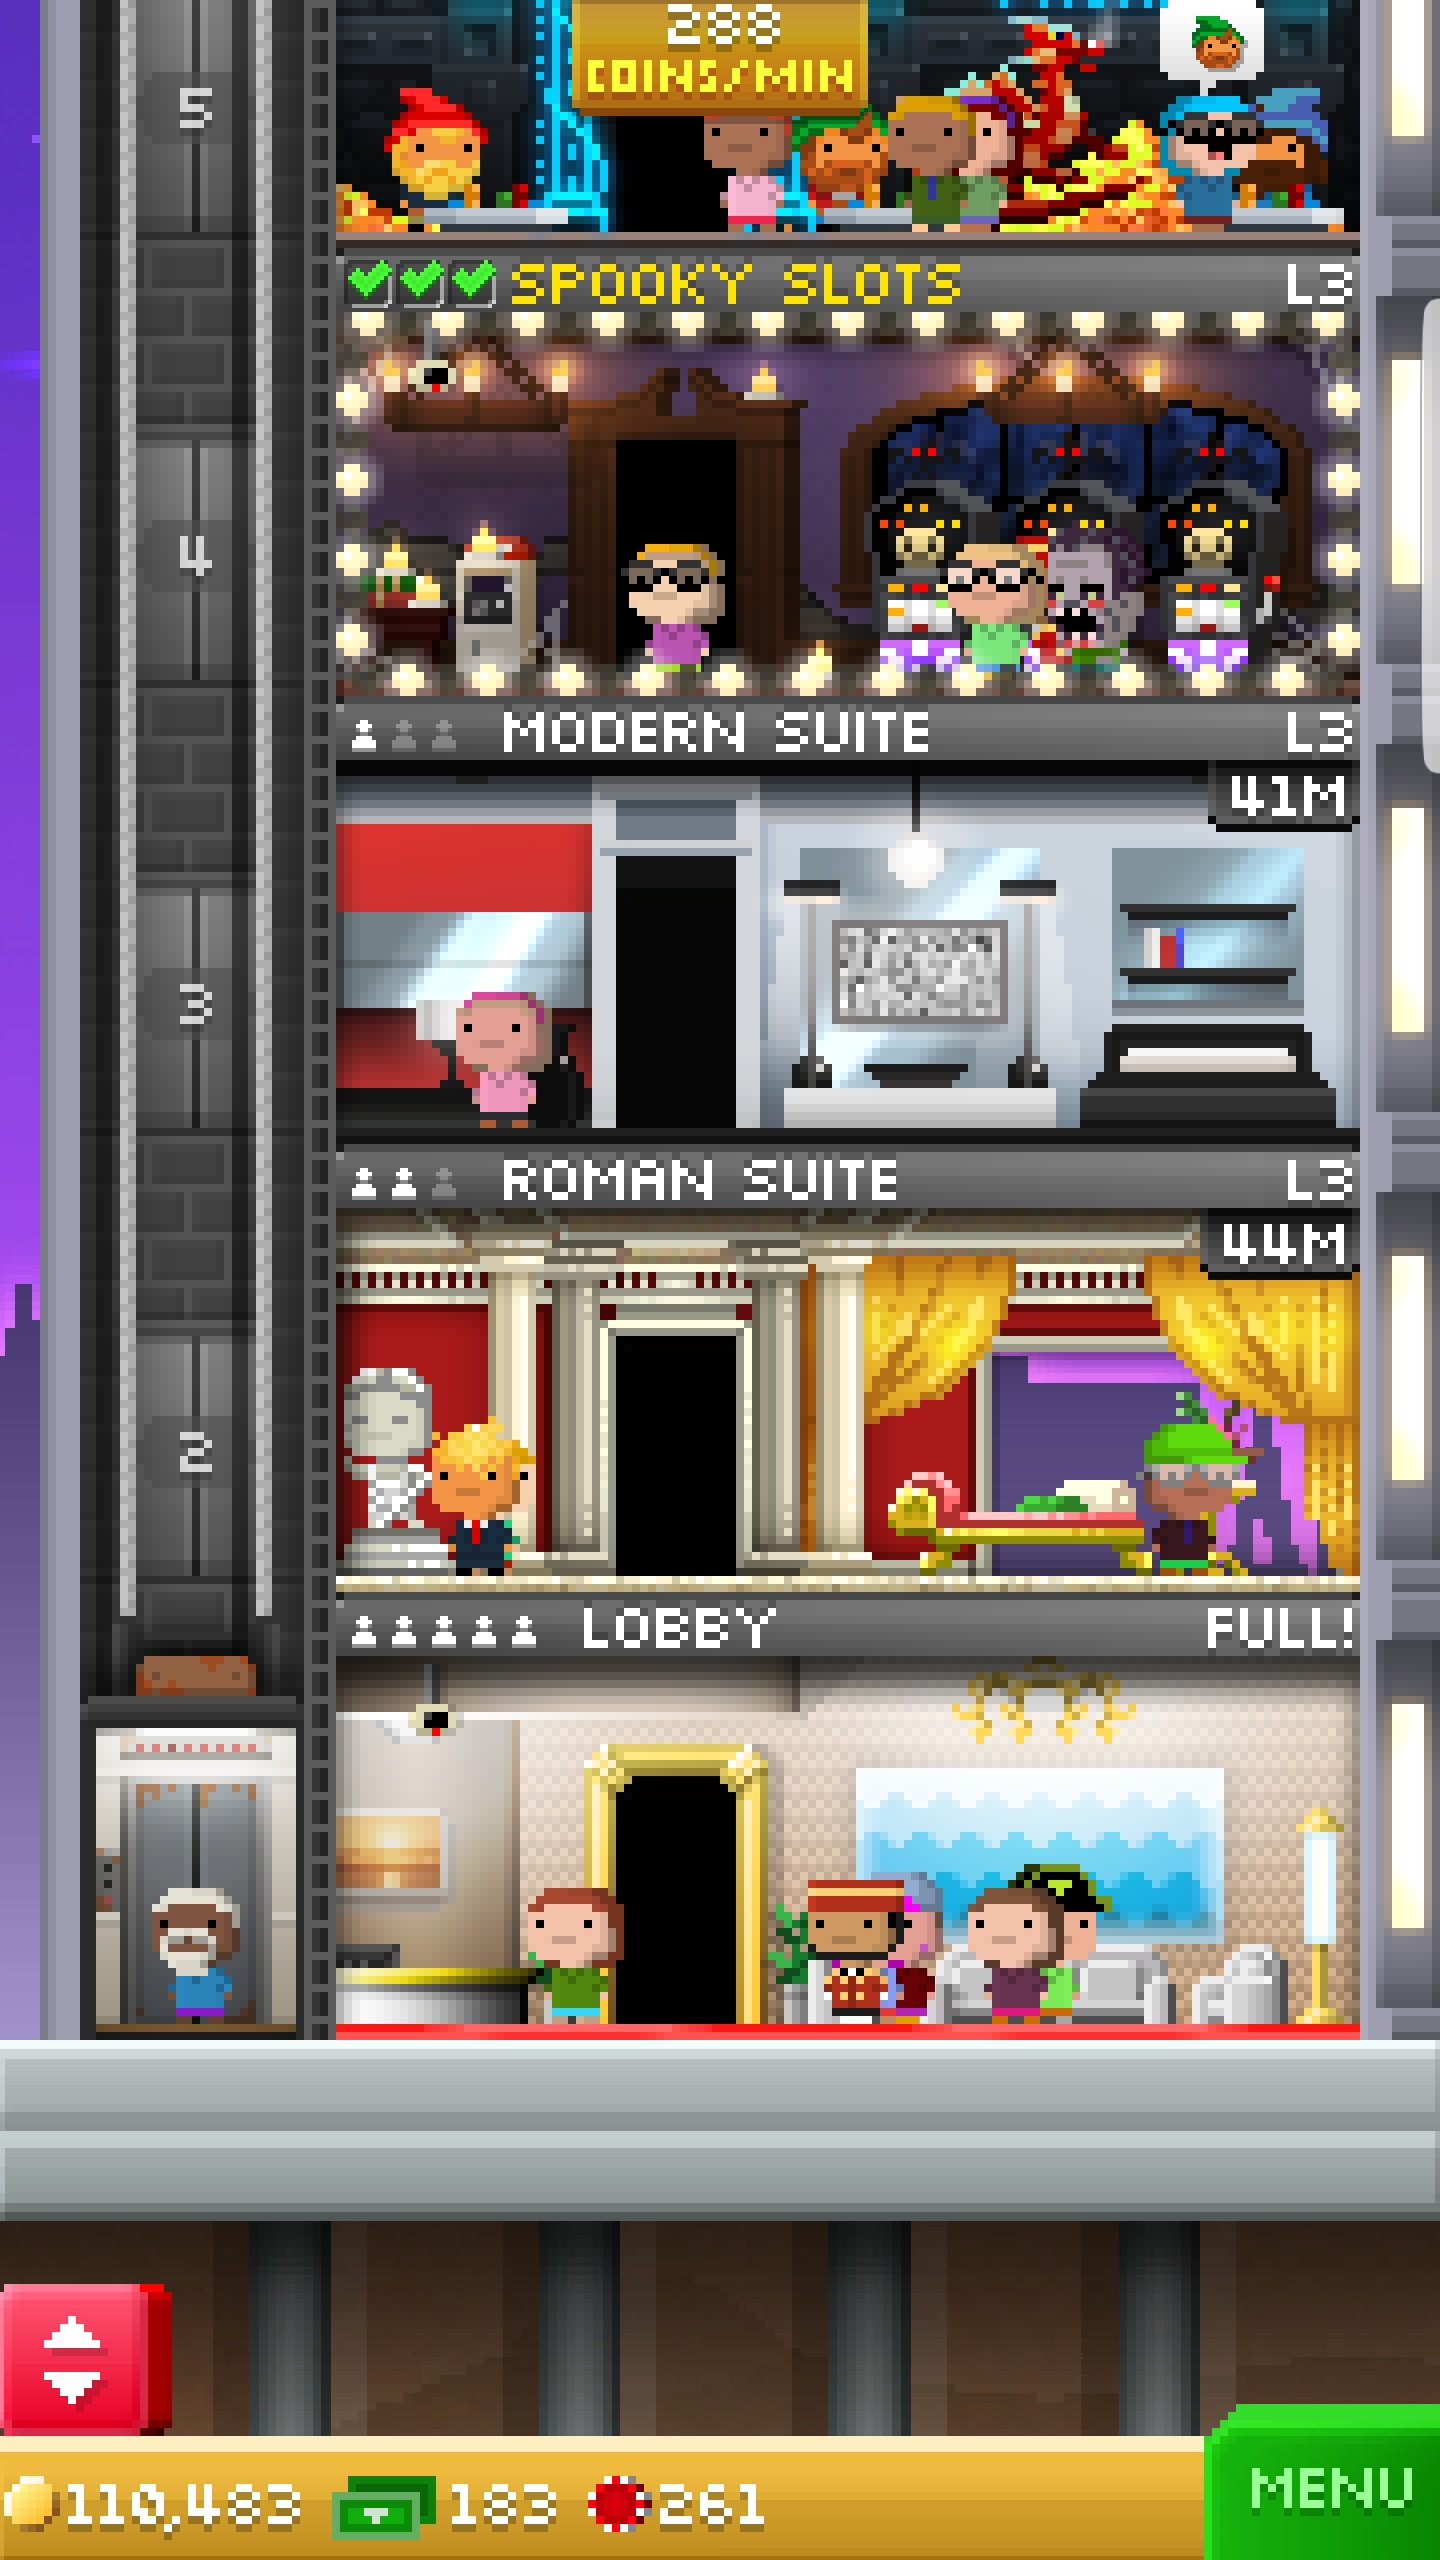 288
COINS/MIN
5
SPOOKY SLOTS L3
4
MODERN SUITE L3
41M
3
ROMAN SUITE L3
44M
2
LOBBY FULL!
110,483 183 261
MENU